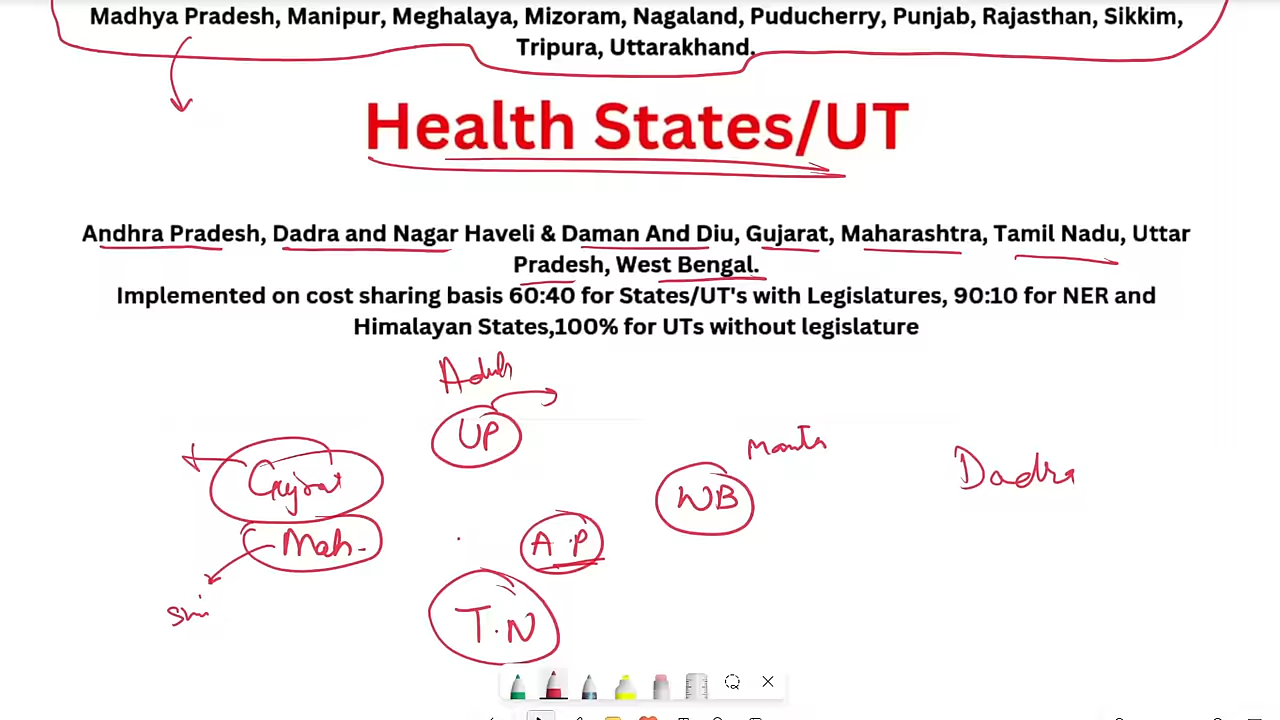 Madhya Pradesh, Manipur, Meghalaya, Mizoram, Nagaland, Puducherry, Punjab, Rajasthan, Sikkim,
Tripura, Uttarakhand.
Health States/UT
Andhra Pradesh, Dadra and Nagar Haveli & Daman And Diu, Gujarat, Maharashtra, Tamil Nadu, Uttar
Pradesh, West Bengal.
Implemented on cost sharing basis 60:40 for States/UT's with Legislatures, 90:10 for NER and
Himalayan States,100% for UTs without legislature
UP
Gujrat
WB
Dadra
Mah.
A.P
T.N